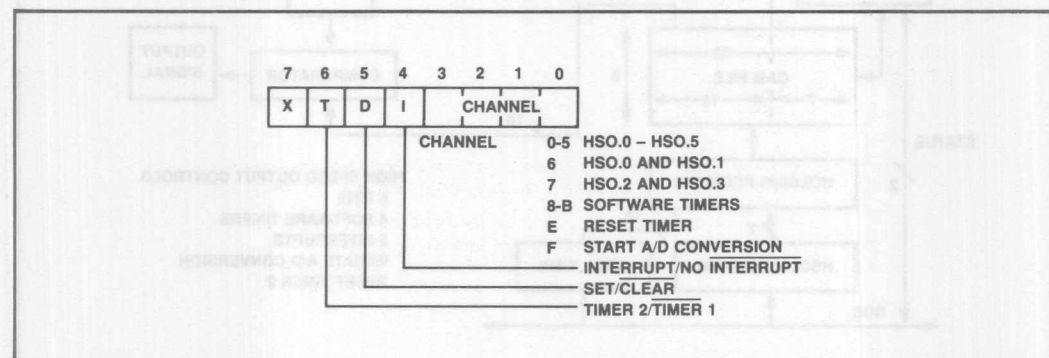 7 6 5 4 3 2 1 0
X T D I CHANNEL
CHANNEL 0-5 HSO.0 – HSO.5
6 HSO.0 AND HSO.1
7 HSO.2 AND HSO.3
8-B SOFTWARE TIMERS
E RESET TIMER
F START A/D CONVERSION
INTERRUPT/NO INTERRUPT
SET/CLEAR
TIMER 2/TIMER 1